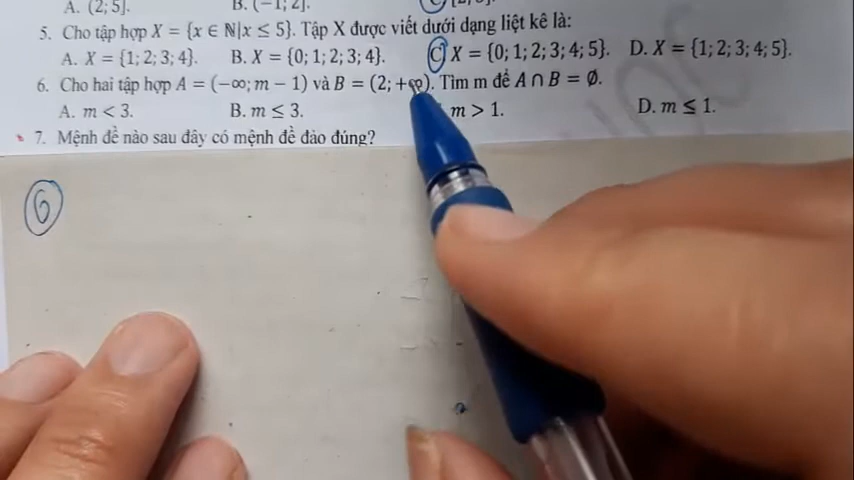 A. (2; 5]. B. (−1; 2].
5. Cho tập hợp X = {x ∈ ℕ|x ≤ 5}. Tập X được viết dưới dạng liệt kê là:
A. X = {1; 2; 3; 4}. B. X = {0; 1; 2; 3; 4}. C X = {0; 1; 2; 3; 4; 5}. D. X = {1; 2; 3; 4; 5}.
6. Cho hai tập hợp A = (−∞; m − 1) và B = (2; +∞). Tìm m để A ∩ B = ∅.
A. m < 3. B. m ≤ 3. m > 1. D. m ≤ 1.
* 7. Mệnh đề nào sau đây có mệnh đề đảo đúng?
6